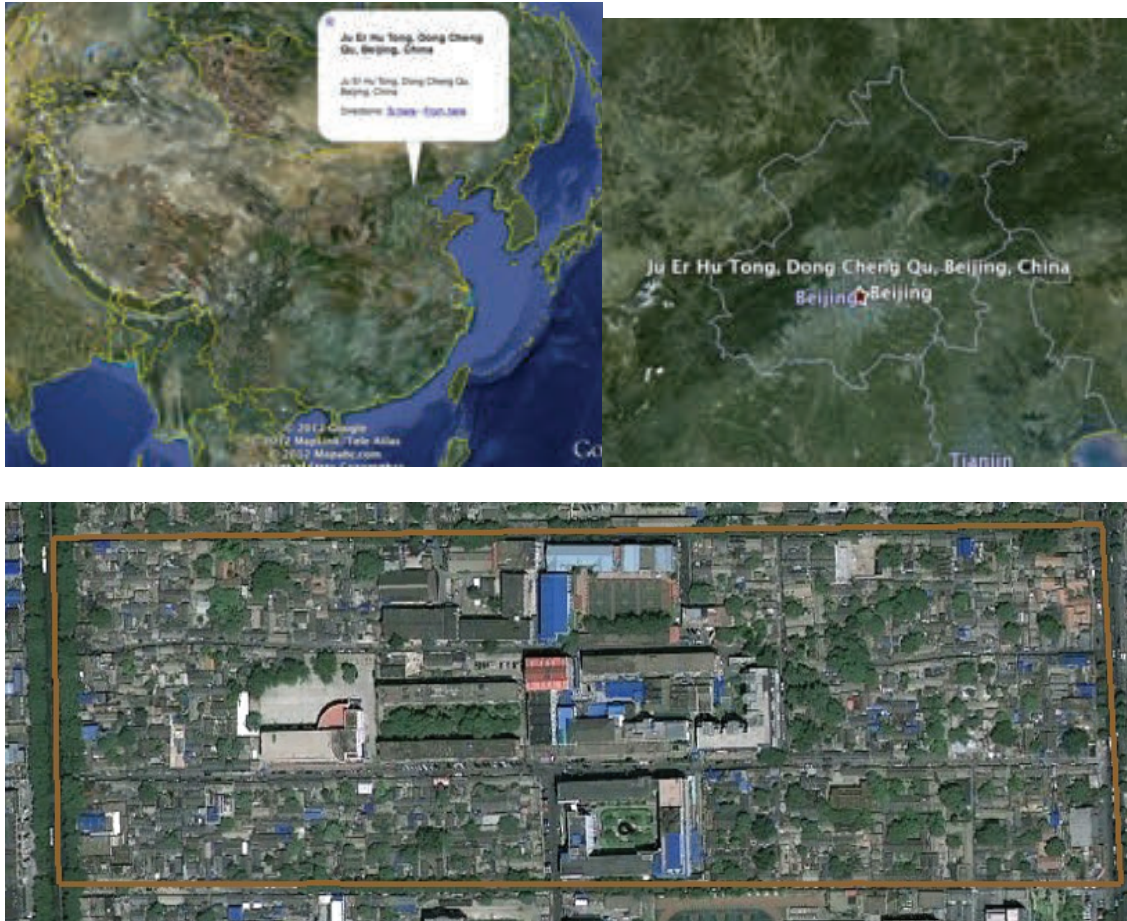 Ju Er Hu Tong, Dong Cheng
Qu, Beijing, China
Ju Er Hu Tong, Dong Cheng Qu,
Beijing, China
Directions: To here - From here
© 2012 Google
© 2012 MapLink/Tele Atlas
© 2012 Mapabc.com
Go
Ju Er Hu Tong, Dong Cheng Qu, Beijing, China
Beijing Beijing
Tianjin